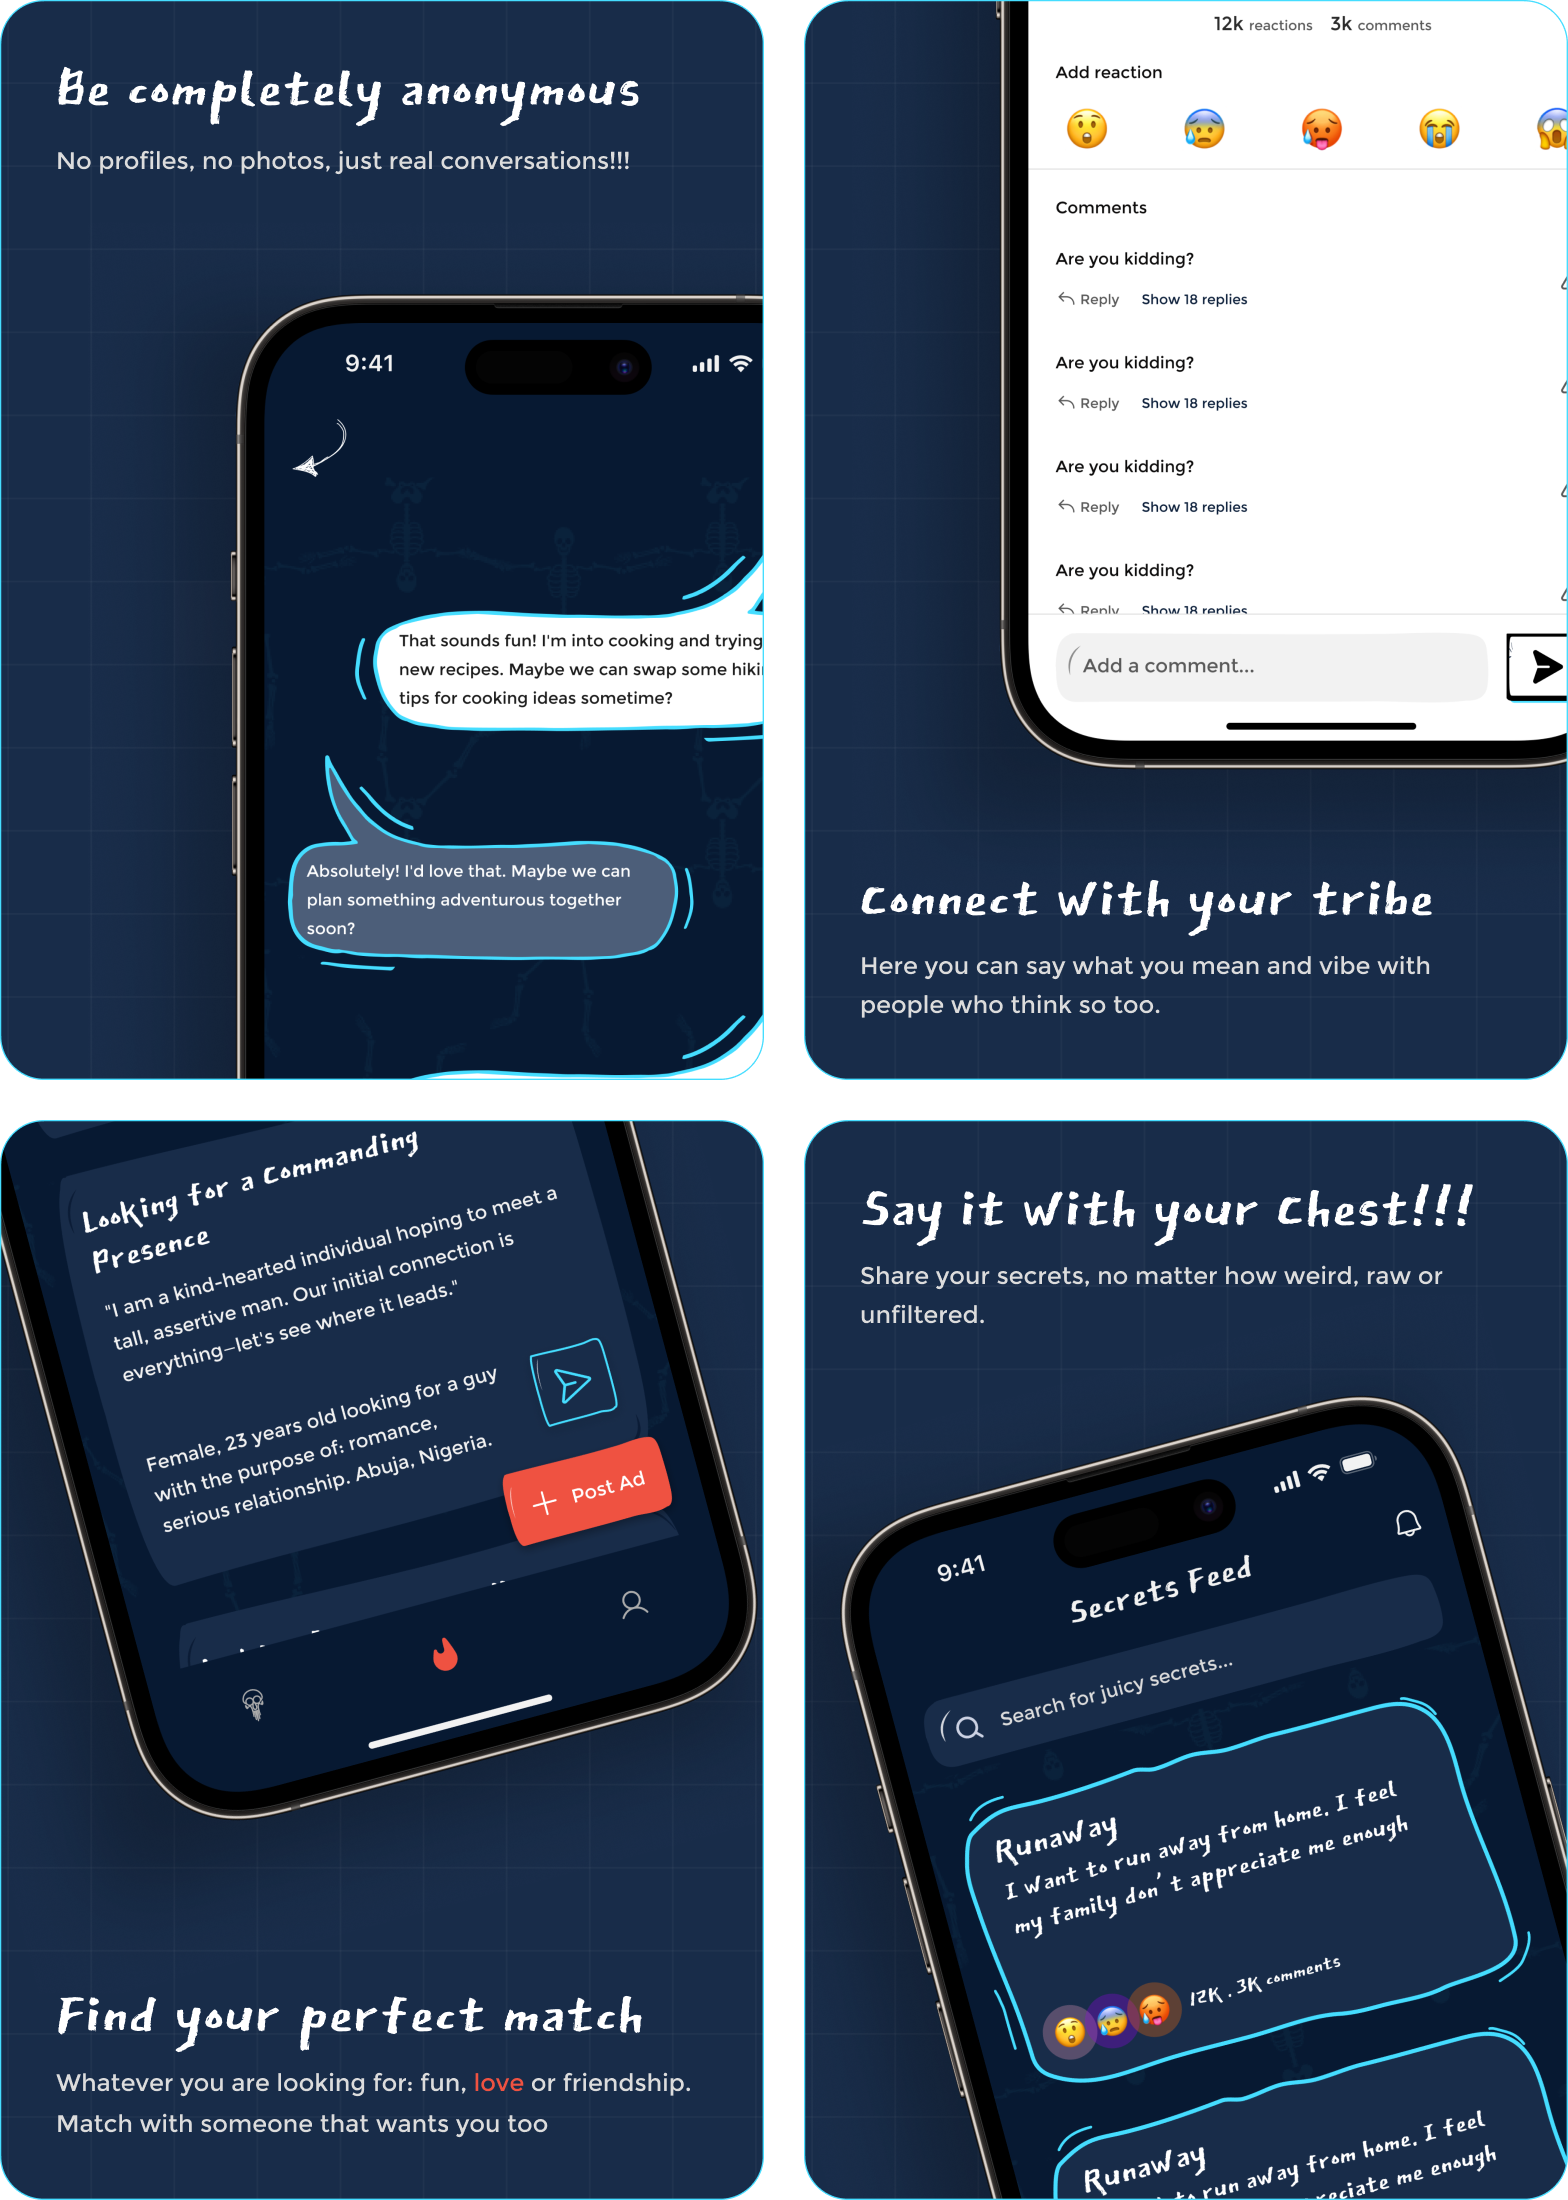 Be completely anonymous
No profiles, no photos, just real conversations!!!
9:41
That sounds fun! I'm into cooking and trying
new recipes. Maybe we can swap some
tips for cooking ideas sometime?
Absolutely! I'd love that. Maybe we can
plan something adventurous together
soon?
12k reactions 3k comments
Add reaction
Comments
Are you kidding?
Reply Show 18 replies
Are you kidding?
Reply Show 18 replies
Are you kidding?
Reply Show 18 replies
Are you kidding?
Reply Show 18 replies
Add a comment...
Connect with your tribe
Here you can say what you mean and vibe with
people who think so too.
Looking for a Commanding
Presence
"I am a kind-hearted individual hoping to meet a
tall, assertive man. Our initial connection is
everything—let's see where it leads."
Female, 23 years old looking for a guy
with the purpose of: romance,
serious relationship. Abuja, Nigeria.
Post Ad
Find your perfect match
Whatever you are looking for: fun, love or friendship.
Match with someone that wants you too
Say it with your Chest!!!
Share your secrets, no matter how weird, raw or
unfiltered.
9:41
Secrets Feed
Search for juicy secrets...
Runaway
I want to run away from home. I feel
my family don't appreciate me enough
12K . 3K comments
Runaway
to run away from home. I feel
me enough